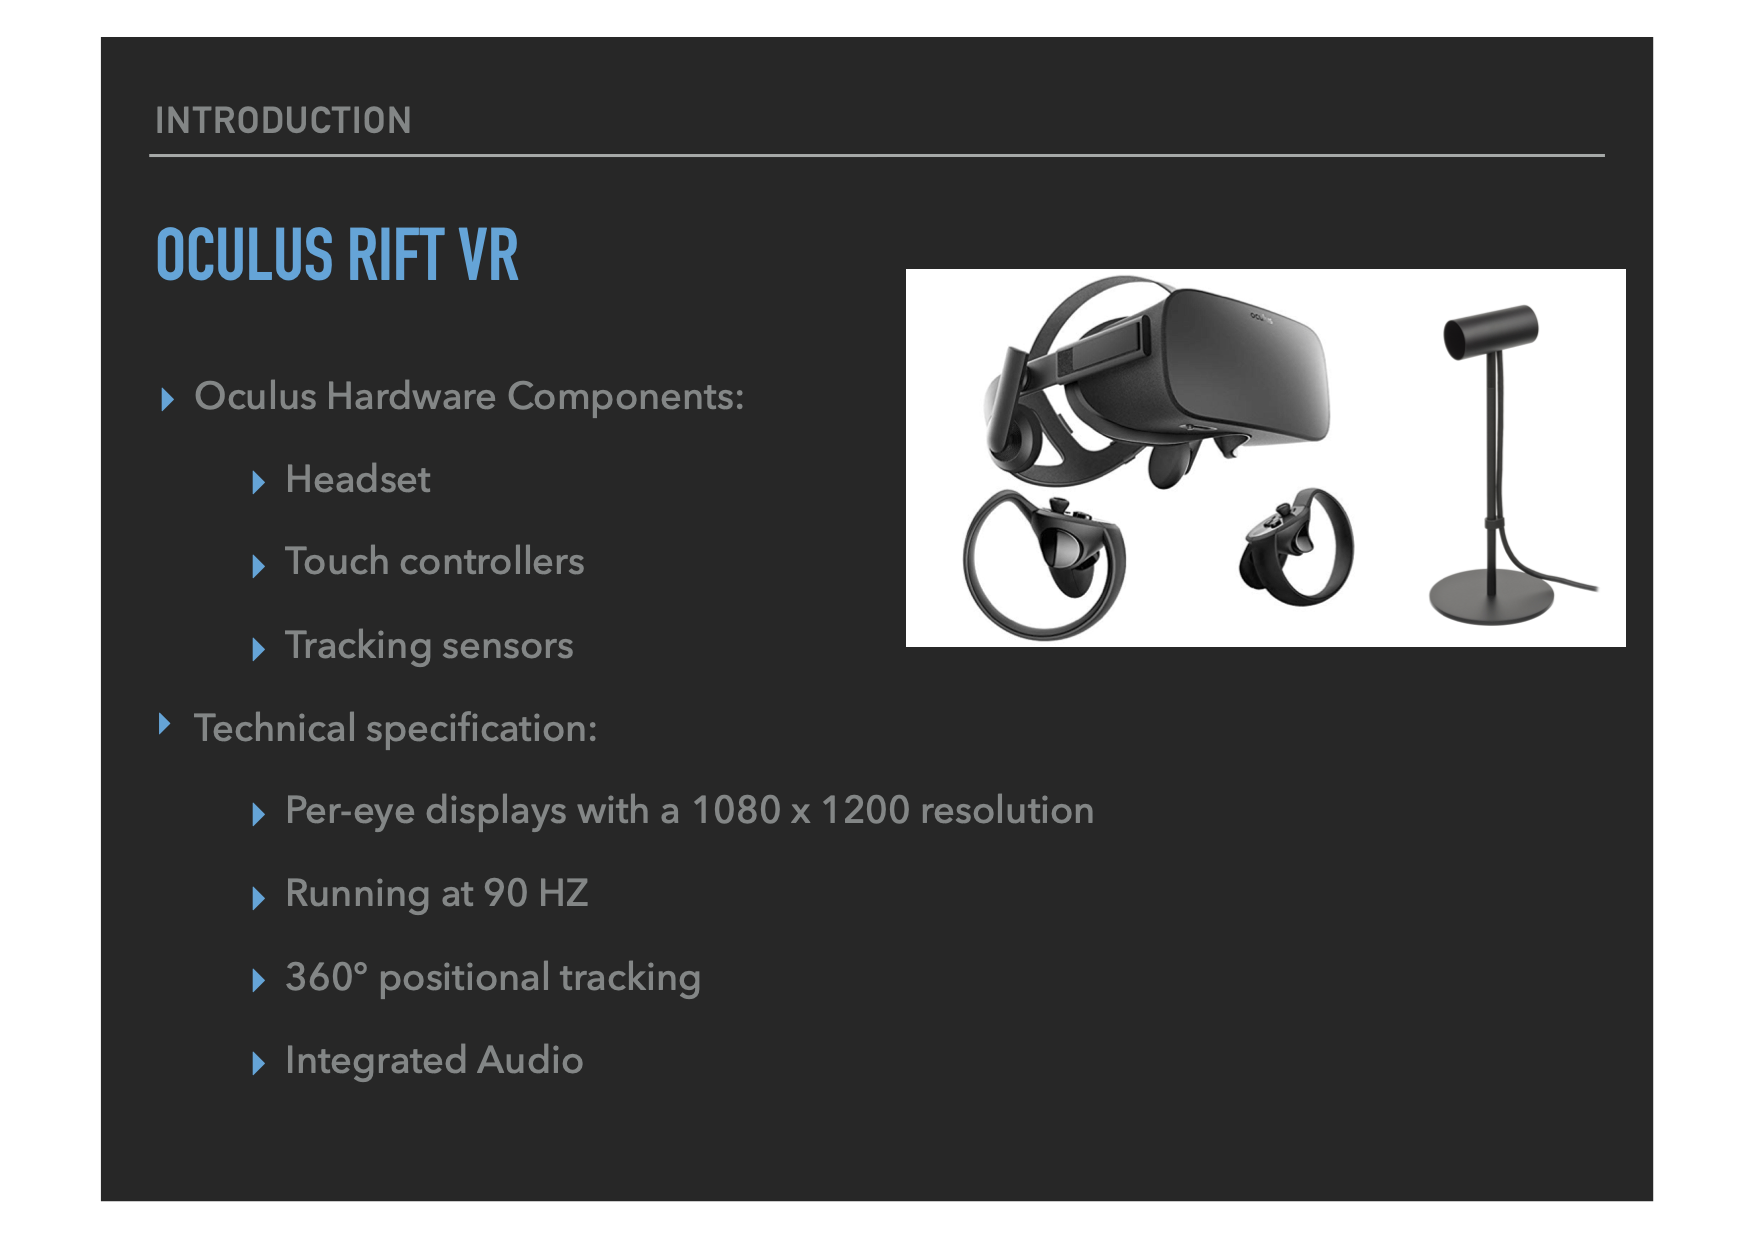 INTRODUCTION
OCULUS RIFT VR
Oculus Hardware Components:
Headset
Touch controllers
Tracking sensors
Technical specification:
Per-eye displays with a 1080 x 1200 resolution
Running at 90 HZ
360º positional tracking
Integrated Audio